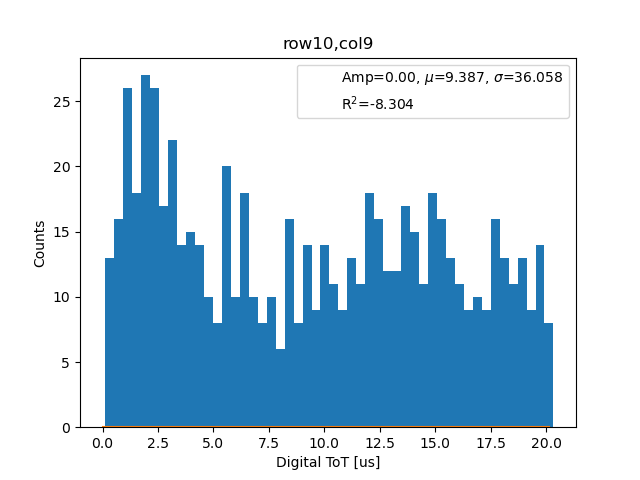 row10,col9
Amp=0.00, μ=9.387, σ=36.058
R²=-8.304
Counts
25
20
15
10
5
0
0.0 2.5 5.0 7.5 10.0 12.5 15.0 17.5 20.0
Digital ToT [us]